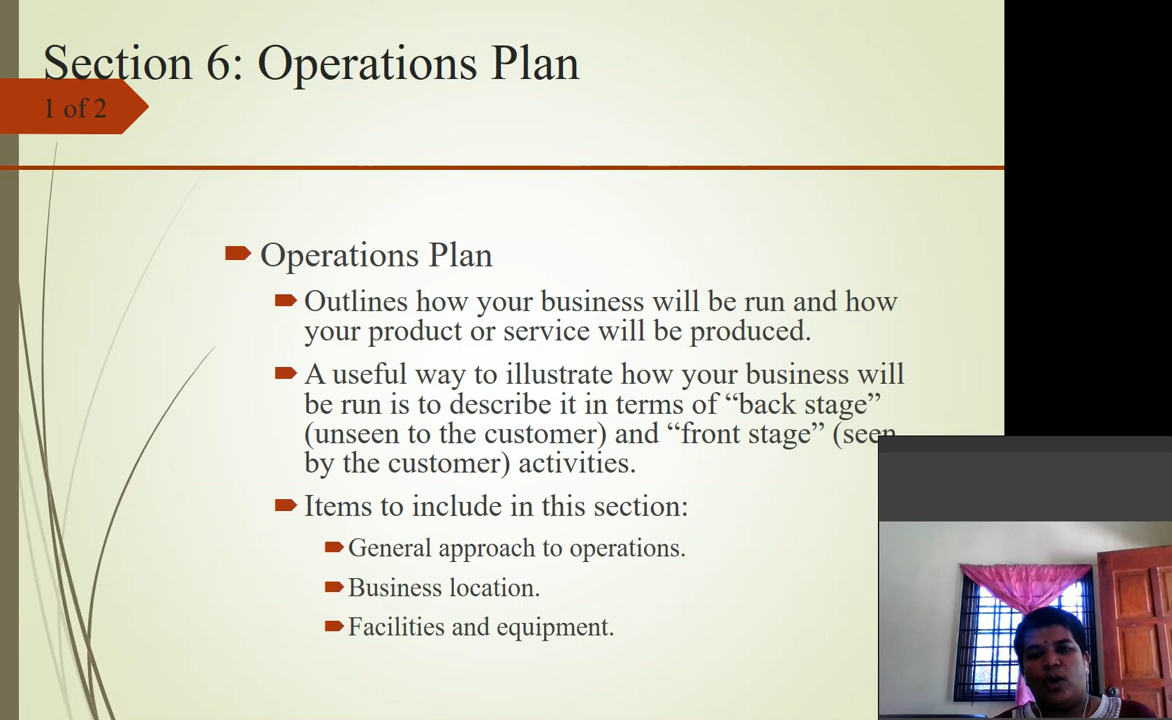 Section 6: Operations Plan
1 of 2
Operations Plan
Outlines how your business will be run and how
your product or service will be produced.
A useful way to illustrate how your business will
be run is to describe it in terms of “back stage”
(unseen to the customer) and “front stage” (seen
by the customer) activities.
Items to include in this section:
General approach to operations.
Business location.
Facilities and equipment.